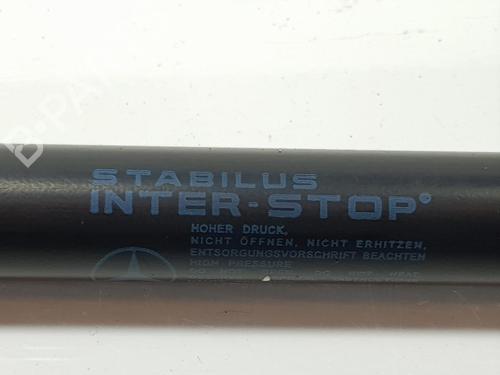 STABILUS
INTER-STOP®
HOHER DRUCK,
NICHT ÖFFNEN, NICHT ERHITZEN,
ENTSORGUNGSVORSCHRIFT BEACHTEN
HIGH PRESSURE